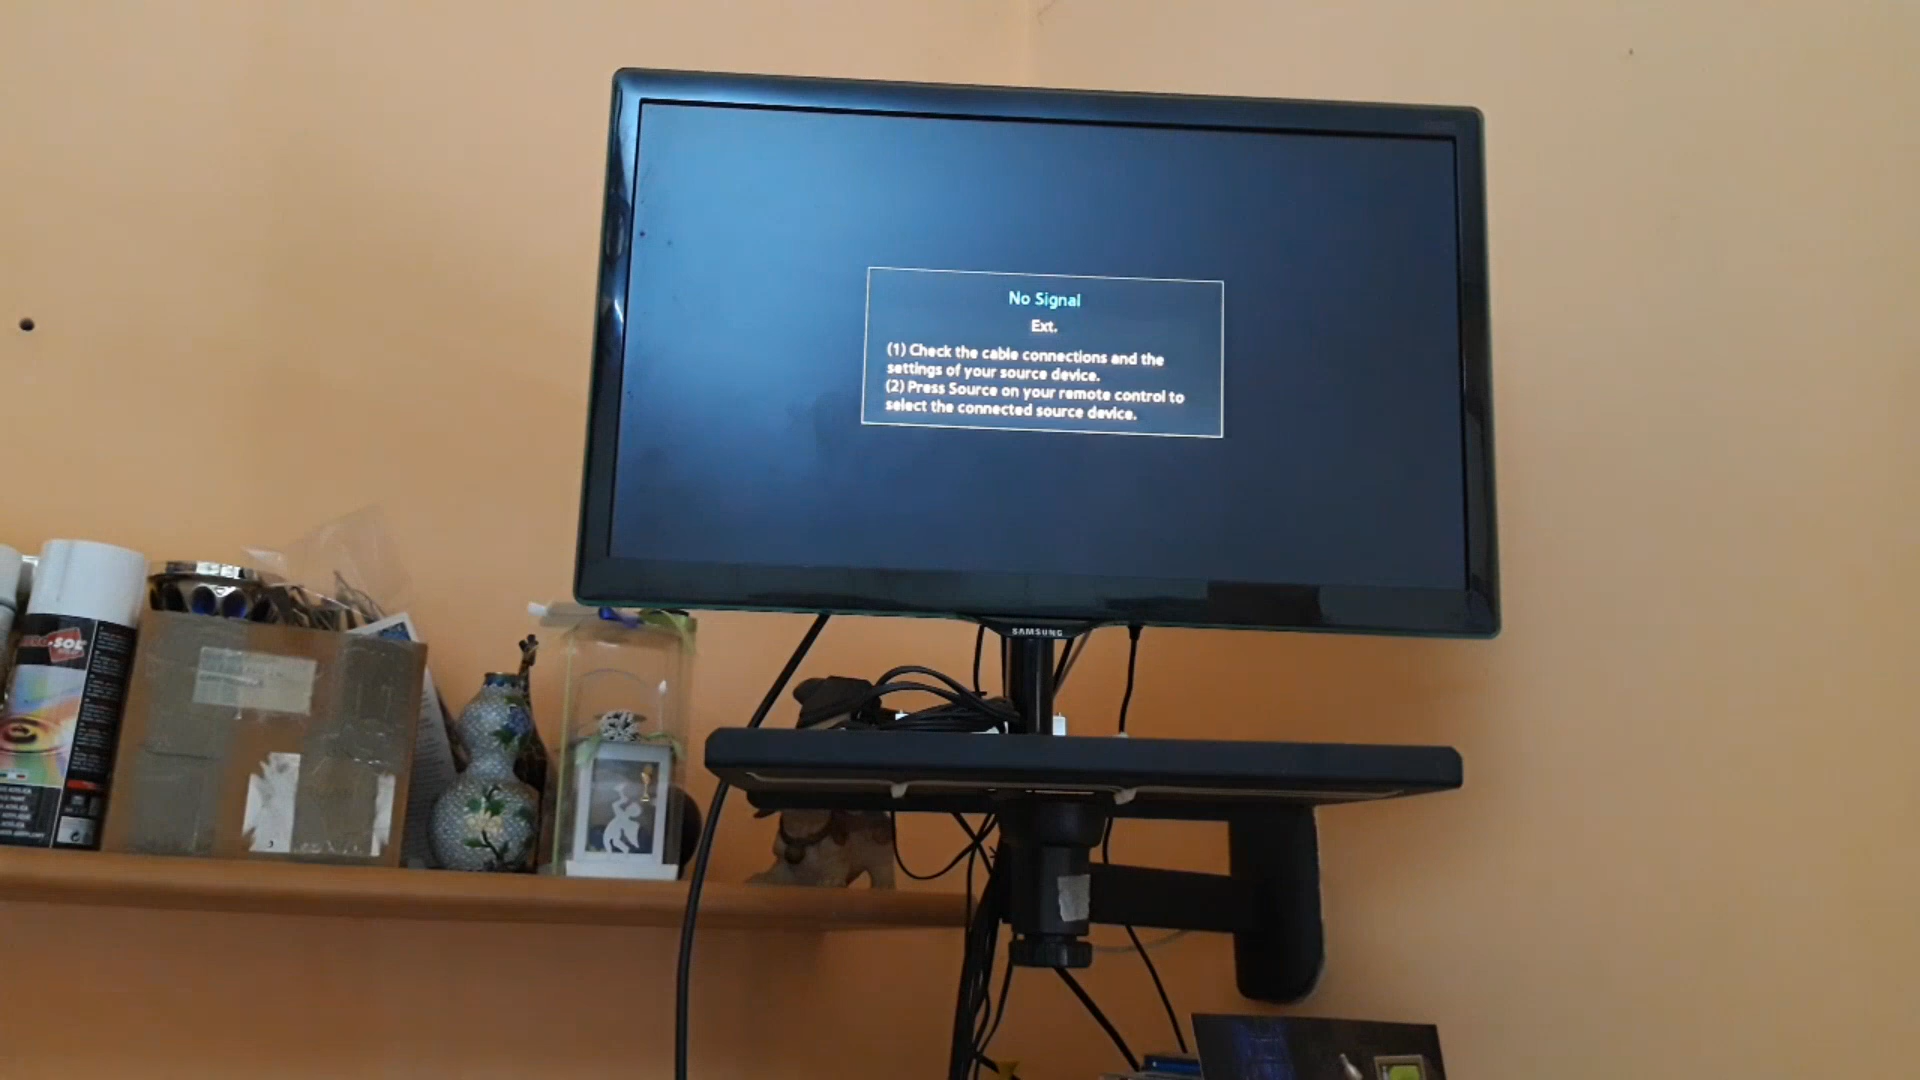 No Signal
Ext.
(1) Check the cable connections and the
settings of your source device.
(2) Press Source on your remote control to
select the connected source device.
SAMSUNG